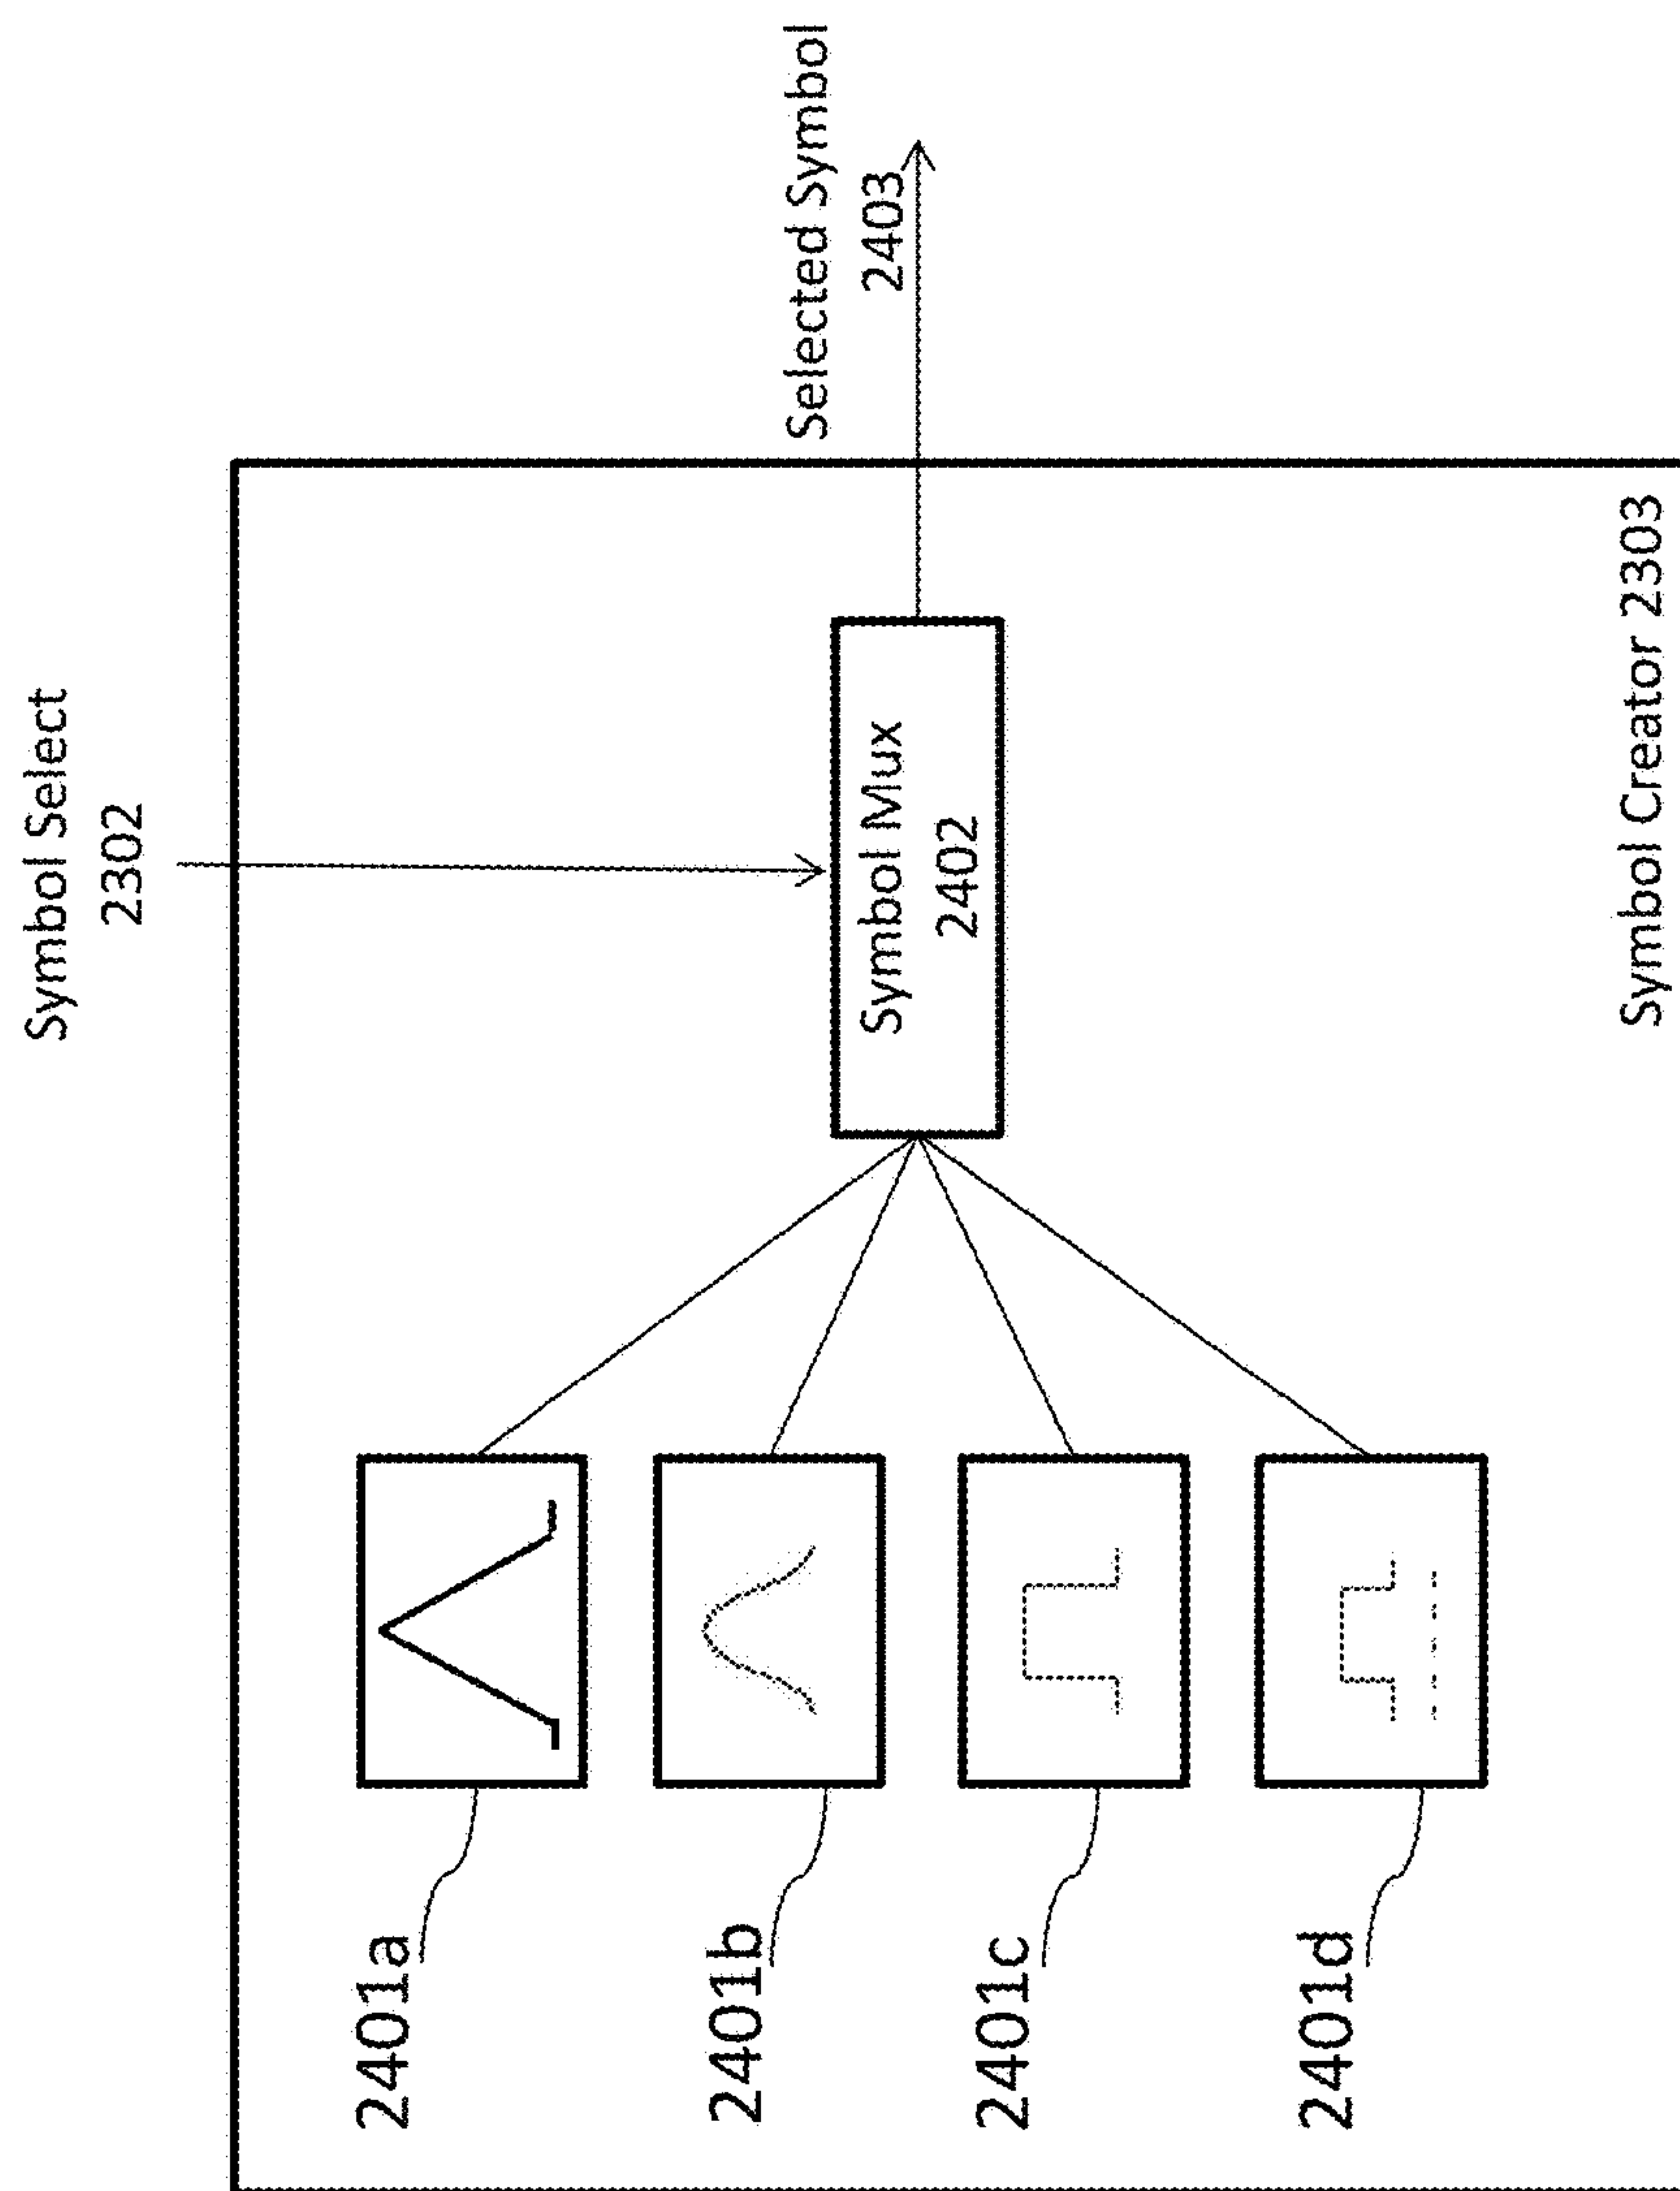 Symbol Select
2302
Selected Symbol
2403
Symbol Mux
2402
2401a
2401b
2401c
2401d
Symbol Creator 2303